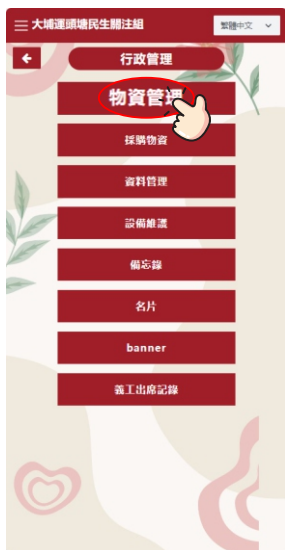 大埔運頭塘民生關注組
繁體中文
行政管理
物資管理
採購物資
資料管理
設備維護
備忘錄
名片
banner
義工出席記錄